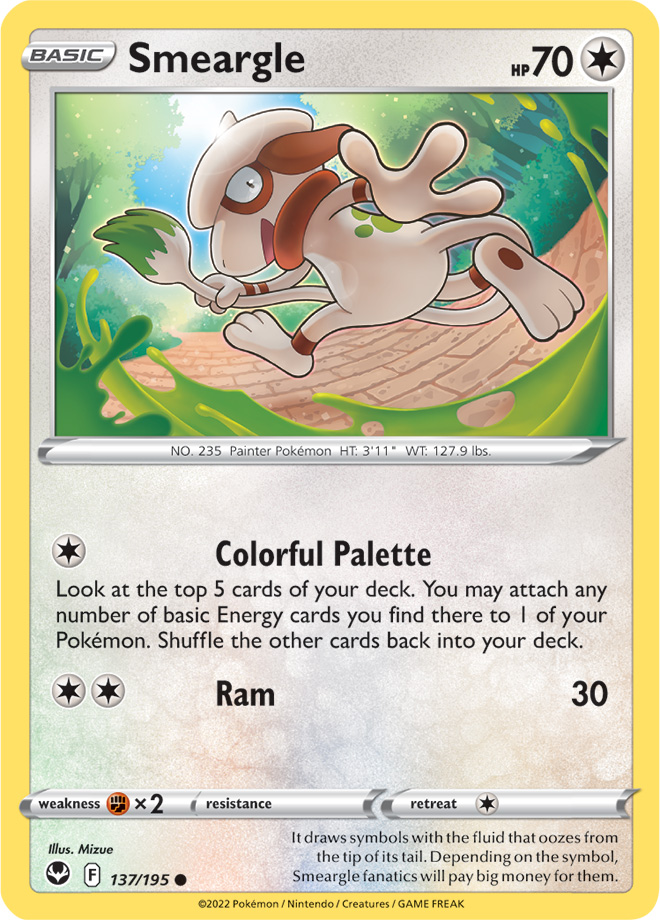 BASIC Smeargle HP 70
NO. 235 Painter Pokémon HT: 3'11" WT: 127.9 lbs.
Colorful Palette
Look at the top 5 cards of your deck. You may attach any
number of basic Energy cards you find there to 1 of your
Pokémon. Shuffle the other cards back into your deck.
Ram 30
weakness ×2 resistance retreat
Illus. Mizue
F 137/195
It draws symbols with the fluid that oozes from
the tip of its tail. Depending on the symbol,
Smeargle fanatics will pay big money for them.
©2022 Pokémon / Nintendo / Creatures / GAME FREAK